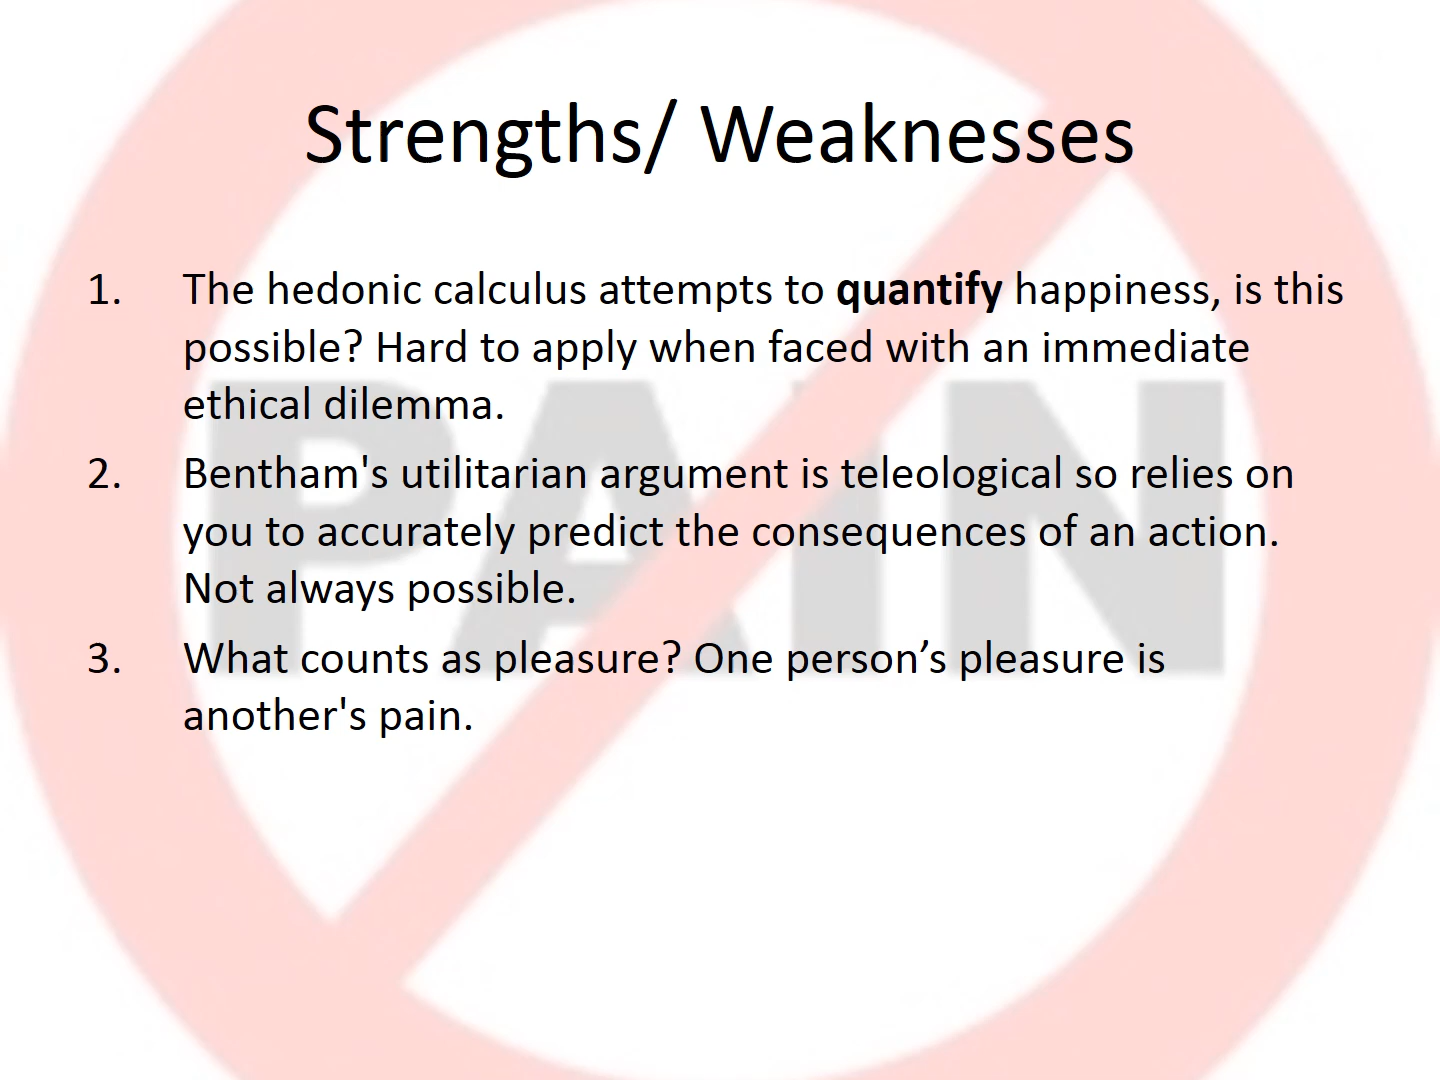 Strengths/ Weaknesses
1. The hedonic calculus attempts to quantify happiness, is this
possible? Hard to apply when faced with an immediate
ethical dilemma.
2. Bentham's utilitarian argument is teleological so relies on
you to accurately predict the consequences of an action.
Not always possible.
3. What counts as pleasure? One person’s pleasure is
another's pain.
PAIN